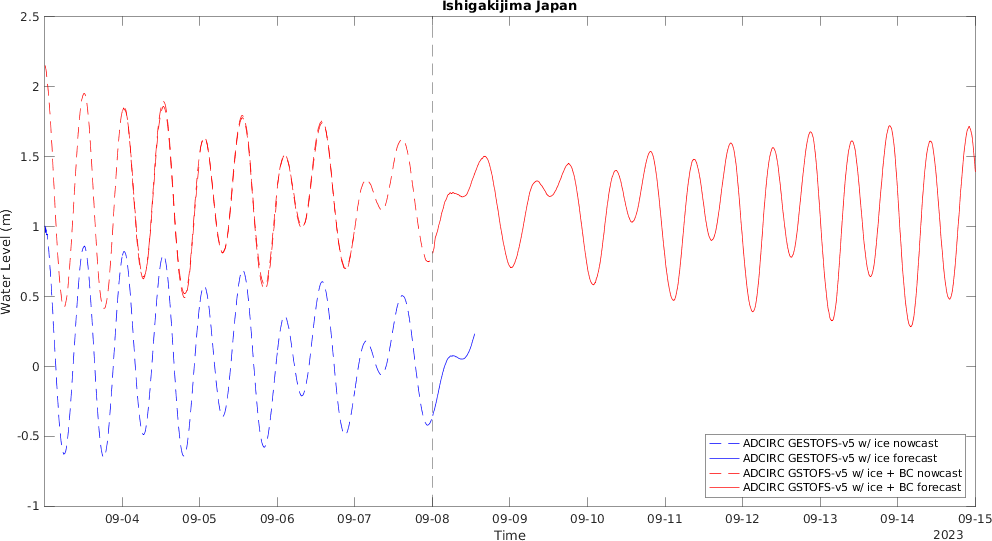 Ishigakijima Japan
2.5
2
1.5
1
0.5
0
-0.5
-1
Water Level (m)
09-04 09-05 09-06 09-07 09-08 09-09 09-10 09-11 09-12 09-13 09-14 09-15
Time
2023
ADCIRC GESTOFS-v5 w/ ice nowcast
ADCIRC GESTOFS-v5 w/ ice forecast
ADCIRC GSTOFS-v5 w/ ice + BC nowcast
ADCIRC GSTOFS-v5 w/ ice + BC forecast